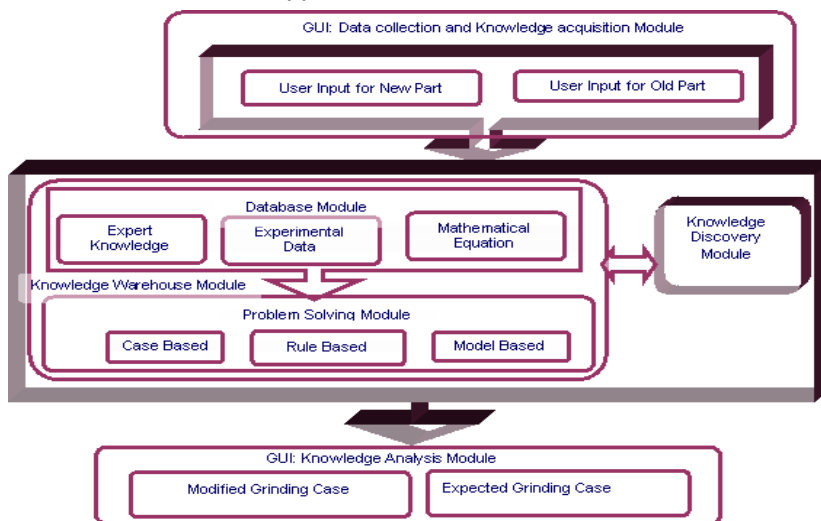 GUI: Data collection and Knowledge acquisition Module
User Input for New Part
User Input for Old Part
Database Module
Expert
Knowledge
Experimental
Data
Mathematical
Equation
Knowledge
Discovery
Module
Knowledge Warehouse Module
Problem Solving Module
Case Based
Rule Based
Model Based
GUI: Knowledge Analysis Module
Modified Grinding Case
Expected Grinding Case